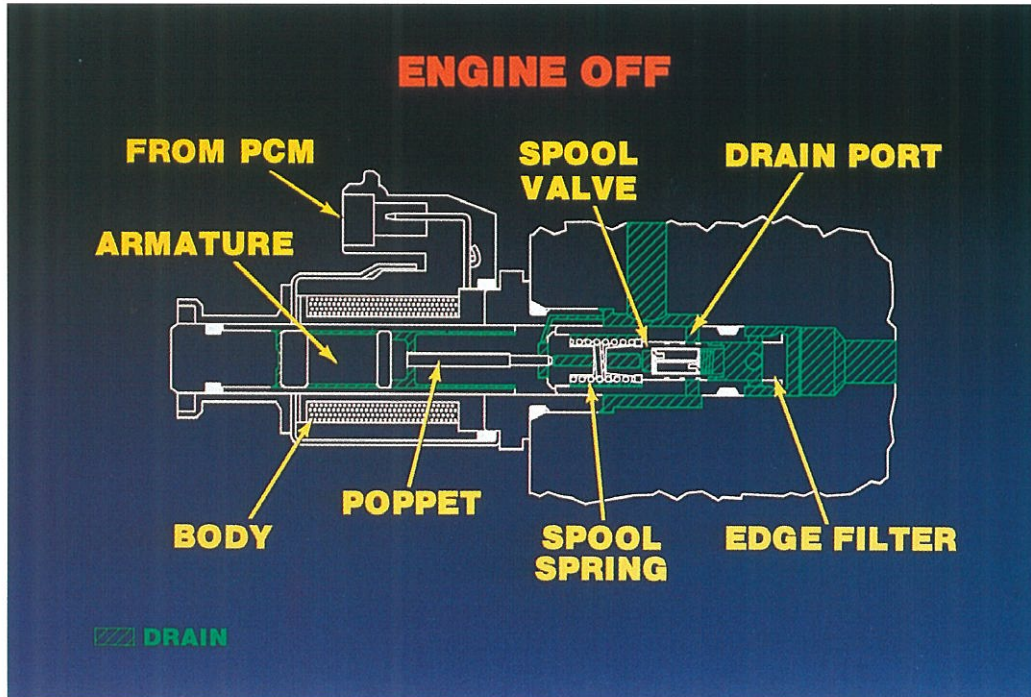 ENGINE OFF
FROM PCM
SPOOL
VALVE
DRAIN PORT
ARMATURE
POPPET
BODY
SPOOL
SPRING
EDGE FILTER
DRAIN